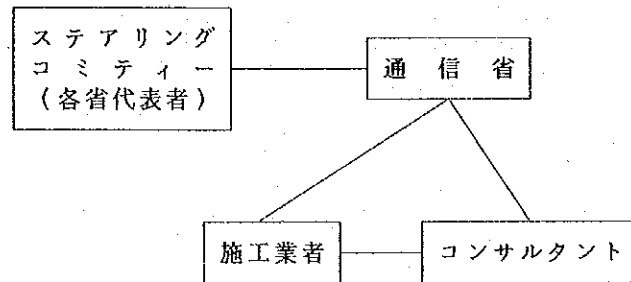 ステアリング
コミティー
(各省代表者)
通信省
施工業者
コンサルタント